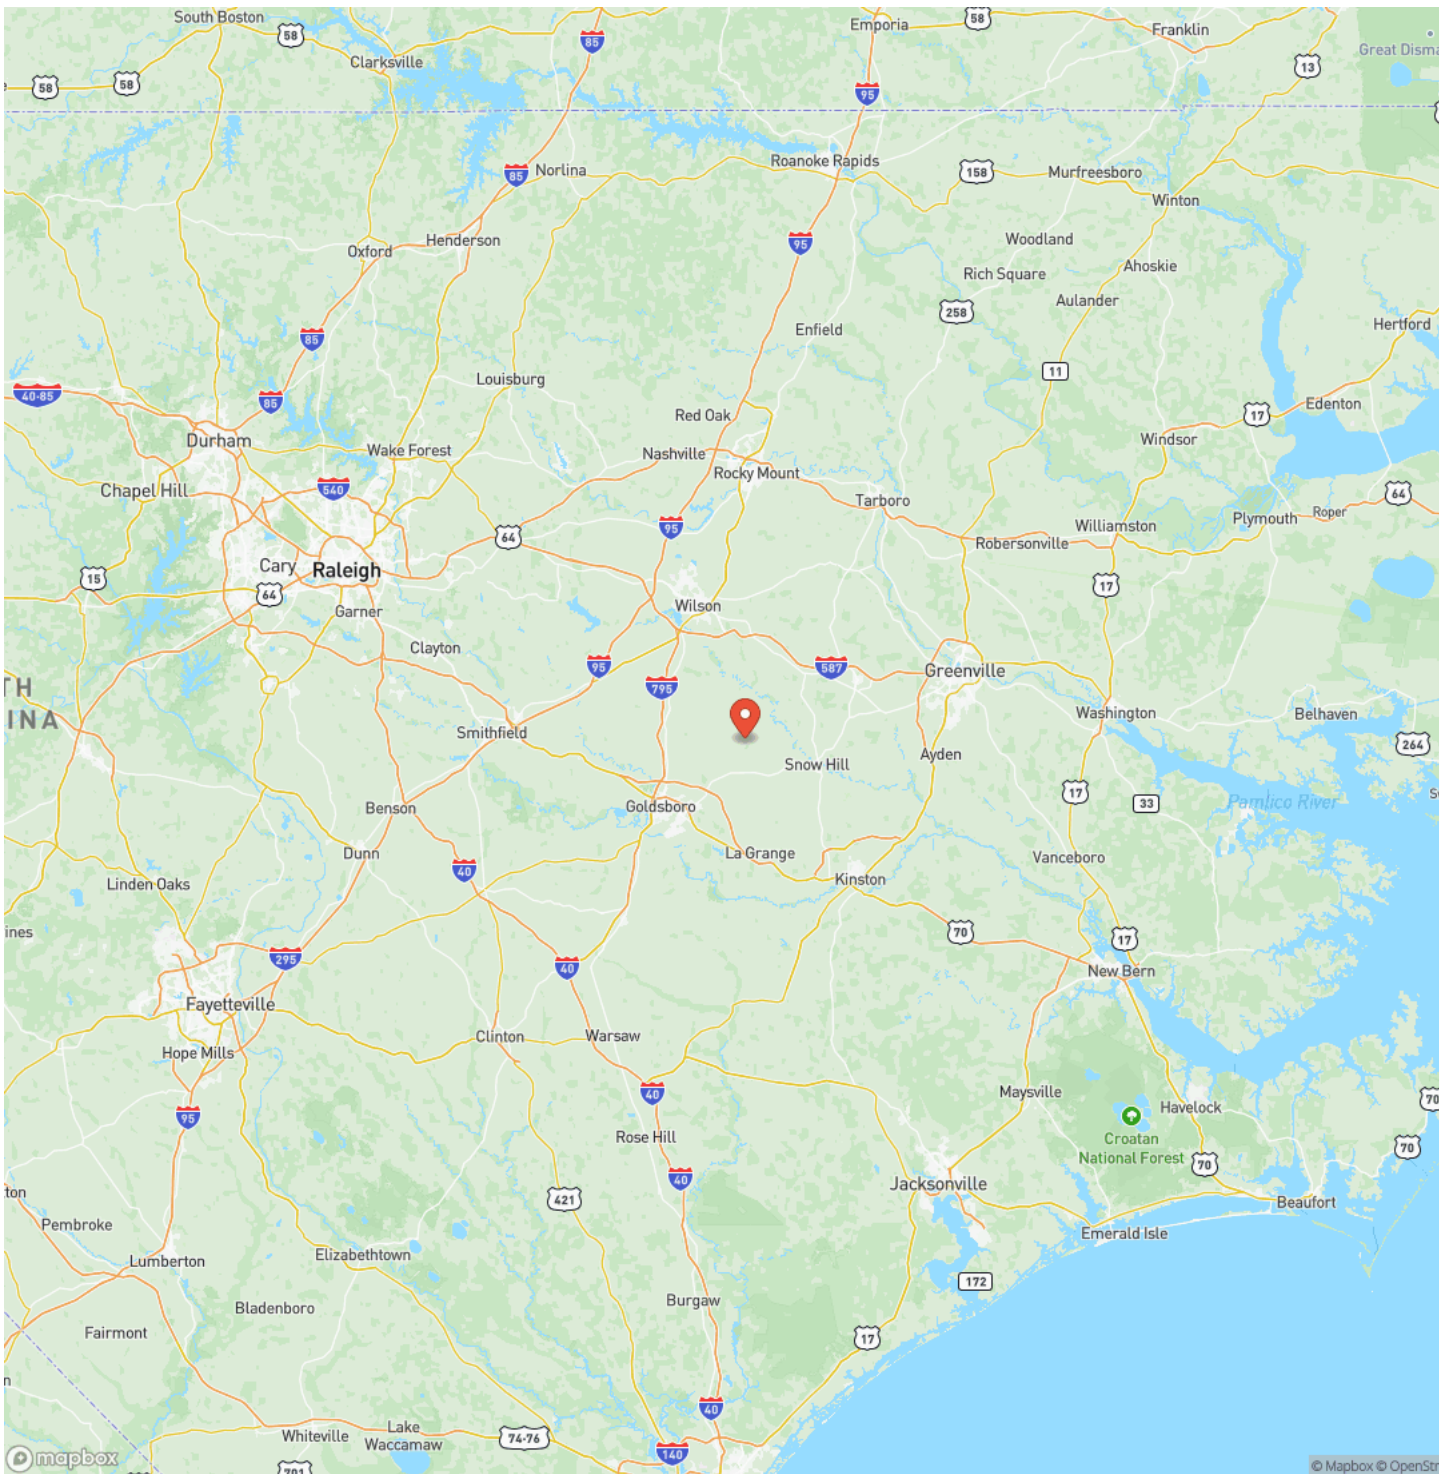 South Boston
58
Clarksville
85
Emporia
58
Franklin
Great Disma
13
58
58
95
Norlina
85
Roanoke Rapids
158
Murfreesboro
Winton
Henderson
Oxford
95
Woodland
Rich Square
Ahoskie
Aulander
258
Enfield
Hertford
85
11
Louisburg
40-85
85
Red Oak
17
Edenton
Durham
Wake Forest
Nashville
Windsor
Rocky Mount
Chapel Hill
540
Tarboro
64
95
64
Williamston
Plymouth
Roper
Robersonville
Cary
Raleigh
15
64
17
Garner
Wilson
Clayton
95
587
Greenville
TH
INA
795
Smithfield
Washington
Belhaven
264
Snow Hill
Ayden
Benson
Goldsboro
17
33
Pamlico River
S
Dunn
La Grange
Vanceboro
40
Linden Oaks
Kinston
ines
70
17
295
40
New Bern
Fayetteville
Clinton
Warsaw
Hope Mills
40
Maysville
Havelock
70
95
Croatan
National Forest
Rose Hill
70
70
40
Jacksonville
421
ton
Pembroke
Beaufort
Emerald Isle
Lumberton
Elizabethtown
172
Bladenboro
Burgaw
Fairmont
17
n
40
Whiteville
Lake
Waccamaw
74-76
140
701
mapbox
© Mapbox © OpenStr